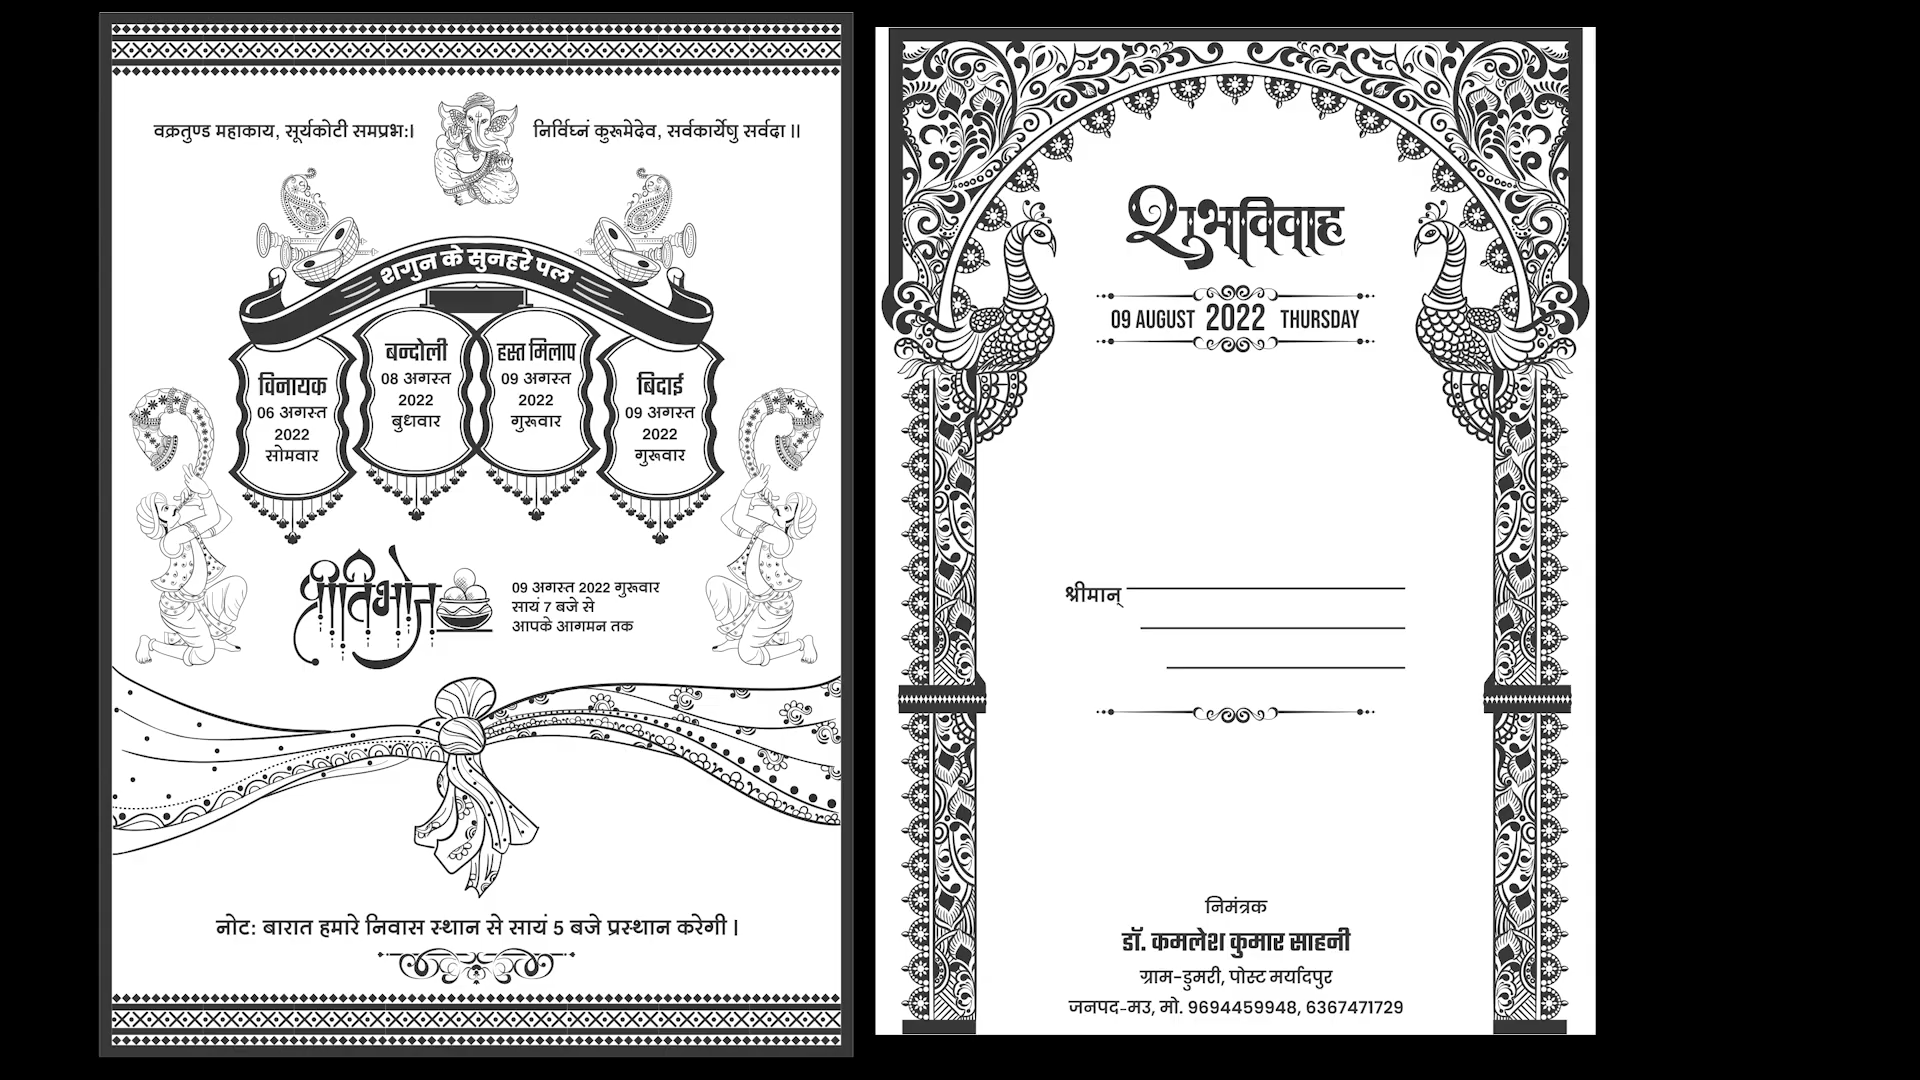 वक्रतुण्ड महाकाय, सूर्यकोटी समप्रभ:।
निर्विघ्नं कुरूमेदेव, सर्वकार्येषु सर्वदा ॥
शगुन के सुनहरे पल
विनायक
06 अगस्त
2022
सोमवार
बन्दोली
08 अगस्त
2022
बुधवार
हस्त मिलाप
09 अगस्त
2022
गुरूवार
बिदाई
09 अगस्त
2022
गुरूवार
प्रीतिभोज
09 अगस्त 2022 गुरूवार
सायं 7 बजे से
आपके आगमन तक
नोट: बारात हमारे निवास स्थान से सायं 5 बजे प्रस्थान करेगी |
शुभविवाह
09 AUGUST 2022 THURSDAY
श्रीमान्
निमंत्रक
डॉ. कमलेश कुमार साहनी
ग्राम-डुमरी, पोस्ट मर्यादपुर
जनपद-मउ, मो. 9694459948, 6367471729